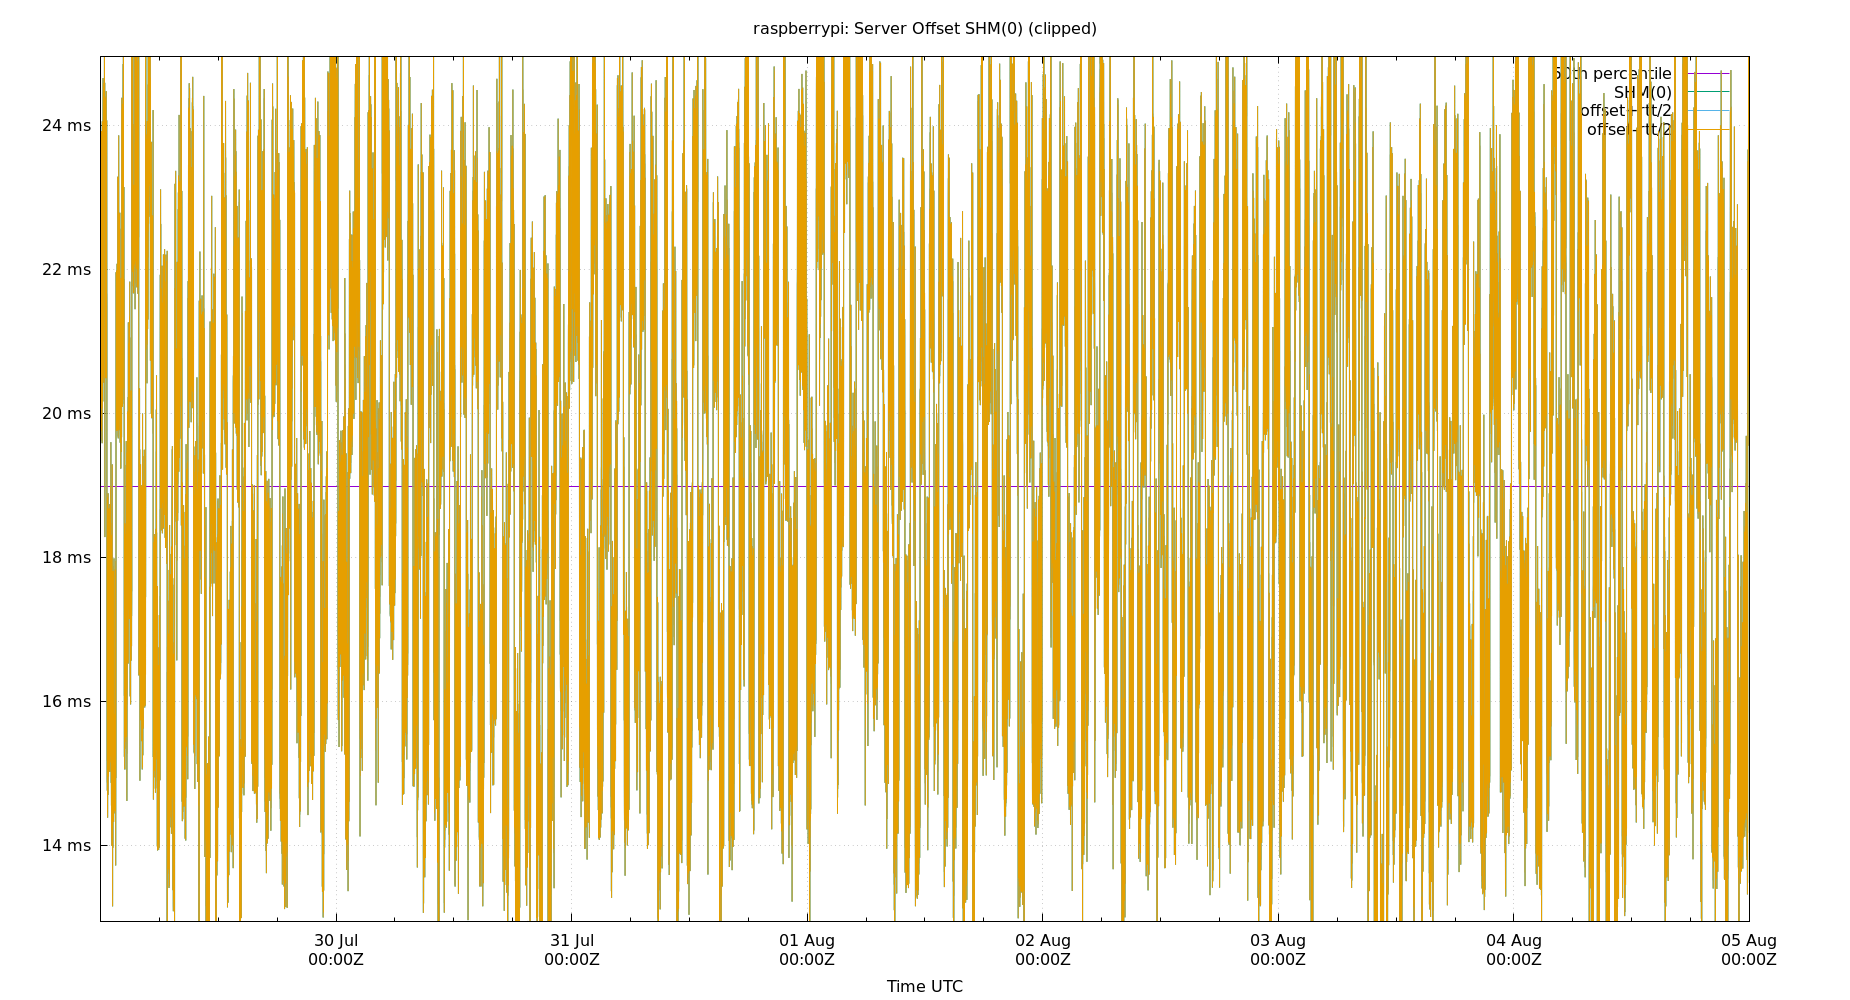 raspberrypi: Server Offset SHM(0) (clipped)
50th percentile
SHM(0)
offset+rtt/2
offset-rtt/2
24 ms
22 ms
20 ms
18 ms
16 ms
14 ms
30 Jul 31 Jul 01 Aug 02 Aug 03 Aug 04 Aug 05 Aug
00:00Z 00:00Z 00:00Z 00:00Z 00:00Z 00:00Z 00:00Z
Time UTC